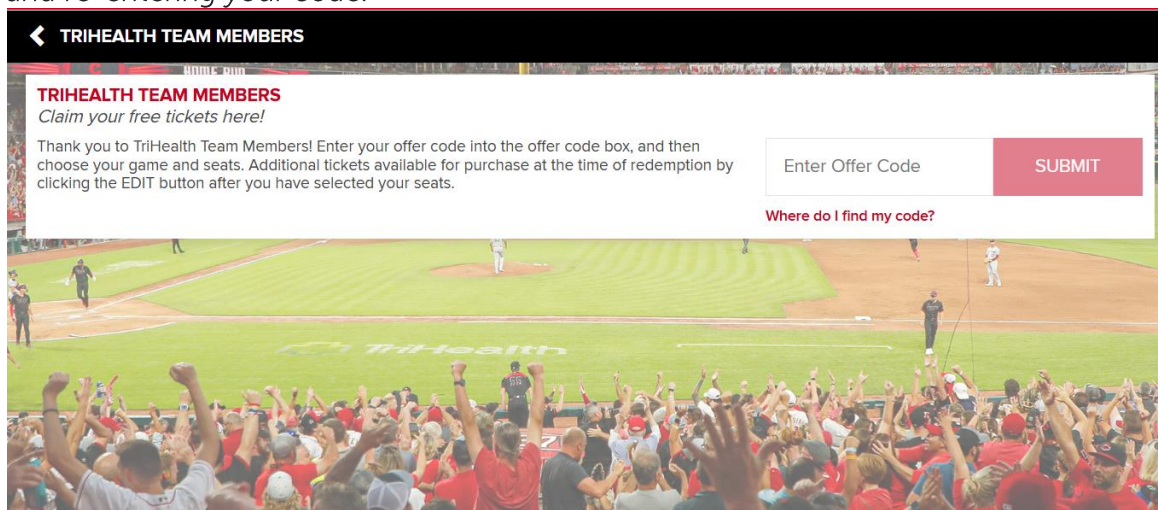 and re-entering your code.
TRIHEALTH TEAM MEMBERS
HOME RUN
TRIHEALTH TEAM MEMBERS
Claim your free tickets here!
Thank you to TriHealth Team Members! Enter your offer code into the offer code box, and then
choose your game and seats. Additional tickets available for purchase at the time of redemption by
clicking the EDIT button after you have selected your seats.
Enter Offer Code
SUBMIT
Where do I find my code?
TriHealth